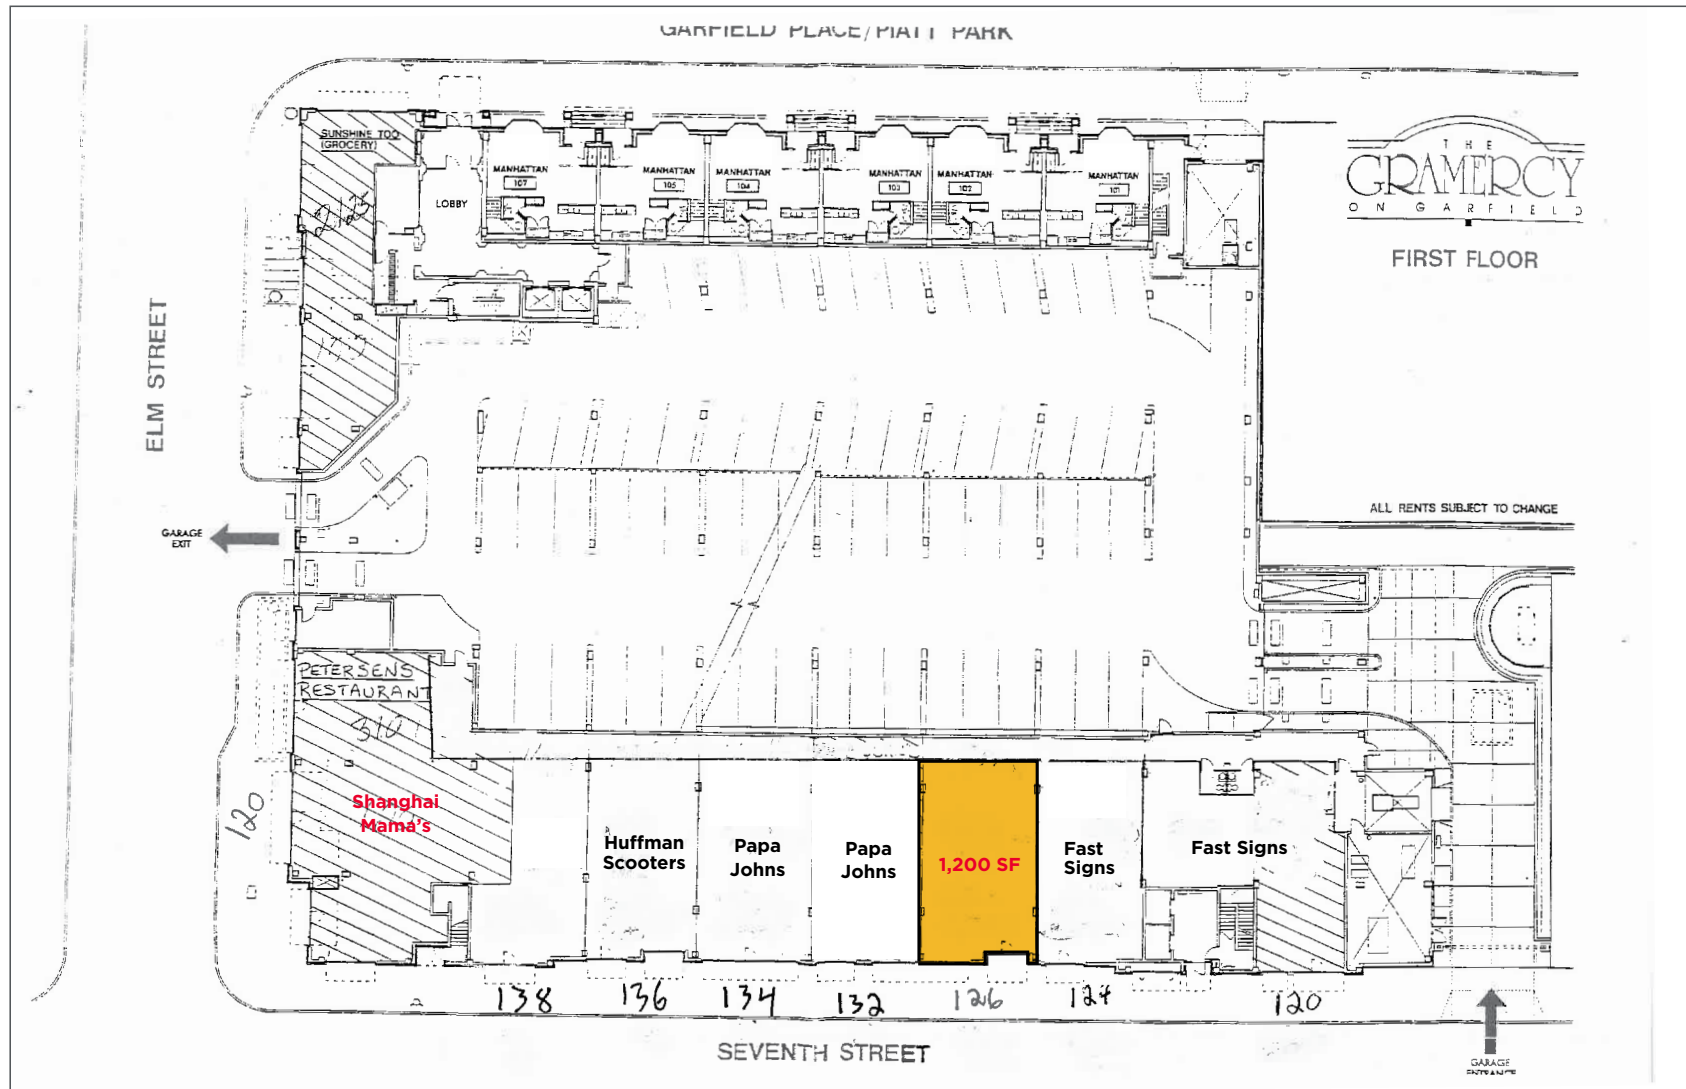 GARFIELD PLACE/PIATT PARK
SUNSHINE TOO
(GROCERY)
2125
LOBBY
MANHATTAN
107
MANHATTAN
105
MANHATTAN
104
MANHATTAN
103
MANHATTAN
102
MANHATTAN
101
THE
GRAMERCY
ON GARFIELD
FIRST FLOOR
ELM STREET
ALL RENTS SUBJECT TO CHANGE
GARAGE
EXIT
PETERSENS
RESTAURANT
310
120
Shanghai
Mama's
Huffman
Scooters
Papa
Johns
Papa
Johns
1,200 SF
Fast
Signs
Fast Signs
138
136
134
132
126
124
120
SEVENTH STREET
GARAGE
ENTRANCE